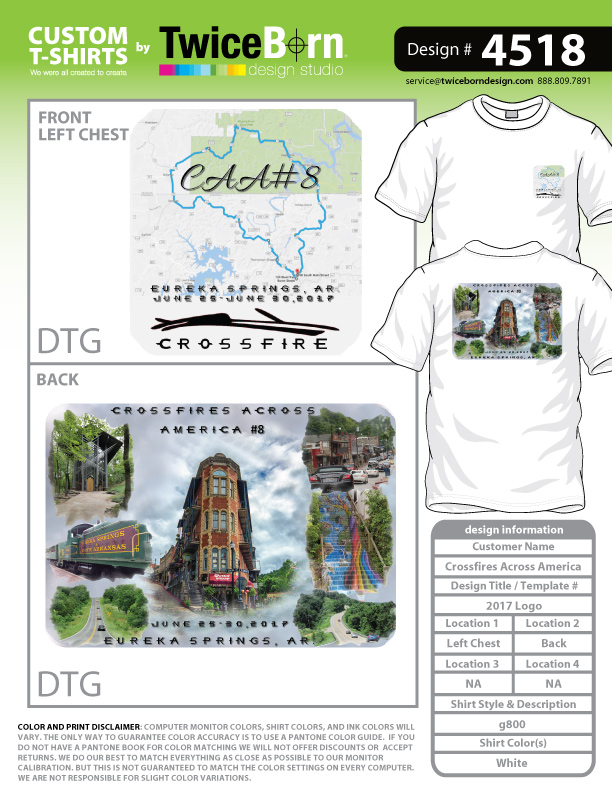 CUSTOM
T-SHIRTS by TwiceBorn
We were all created to create. design studio
Design # 4518
service@twiceborndesign.com 888.809.7891
FRONT
LEFT CHEST
CAA#8
EUREKA SPRINGS, AR
JUNE 25-JUNE 30,2017
CROSSFIRE
DTG
BACK
CROSSFIRES ACROSS
AMERICA #8
JUNE 25-30,2017
EUREKA SPRINGS, AR
DTG
CROSSFIRES ACROSS
AMERICA #8
EUREKA SPRINGS, AR
design information
Customer Name
Crossfires Across America
Design Title / Template #
2017 Logo
Location 1 Location 2
Left Chest Back
Location 3 Location 4
NA NA
Shirt Style & Description
g800
Shirt Color(s)
White
COLOR AND PRINT DISCLAIMER: COMPUTER MONITOR COLORS, SHIRT COLORS, AND INK COLORS WILL
VARY. THE ONLY WAY TO GUARANTEE COLOR ACCURACY IS TO USE A PANTONE COLOR GUIDE. IF YOU
DO NOT HAVE A PANTONE BOOK FOR COLOR MATCHING WE WILL NOT OFFER DISCOUNTS OR ACCEPT
RETURNS. WE DO OUR BEST TO MATCH EVERYTHING AS CLOSE AS POSSIBLE TO OUR MONITOR
CALIBRATION. BUT THIS IS NOT GUARANTEED TO MATCH THE COLOR SETTINGS ON EVERY COMPUTER.
WE ARE NOT RESPONSIBLE FOR SLIGHT COLOR VARIATIONS.